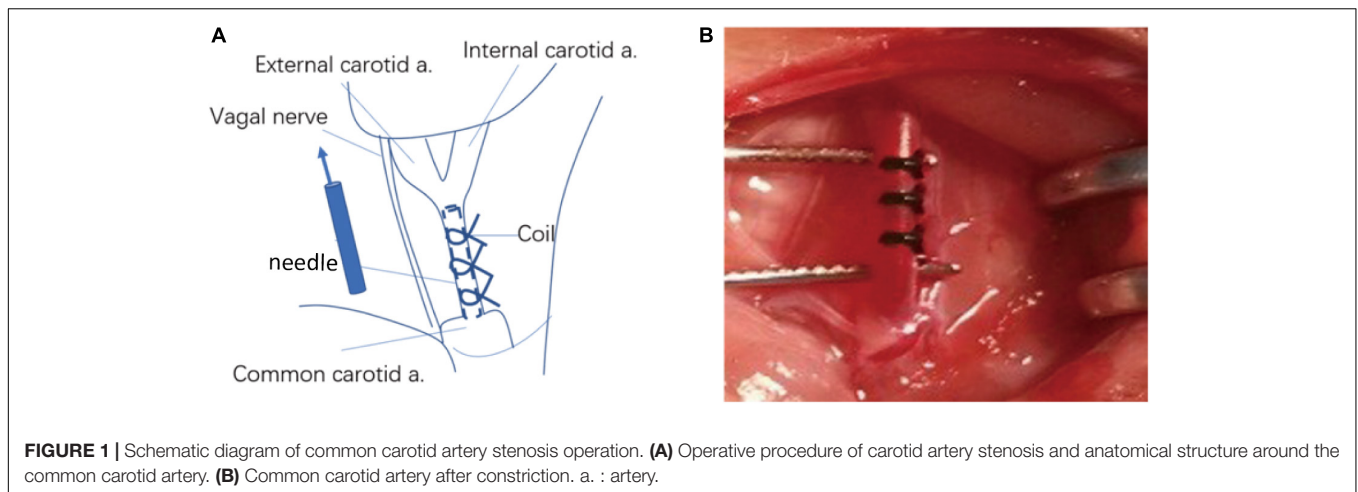 A
B
External carotid a.
Internal carotid a.
Vagal nerve
Coil
needle
Common carotid a.
FIGURE 1 | Schematic diagram of common carotid artery stenosis operation. (A) Operative procedure of carotid artery stenosis and anatomical structure around the
common carotid artery. (B) Common carotid artery after constriction. a. : artery.